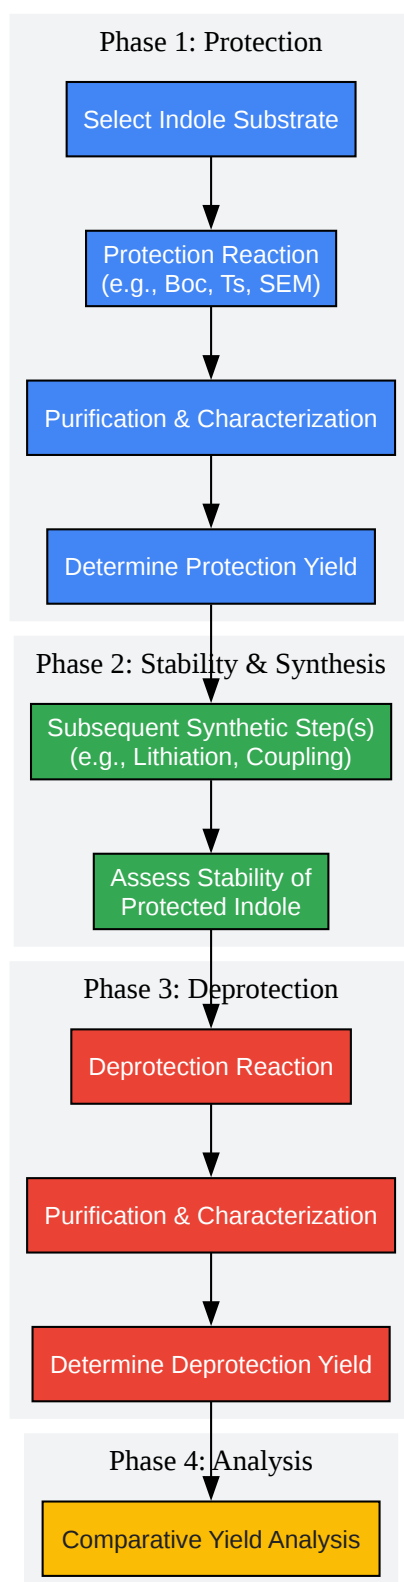 Phase 1: Protection
Select Indole Substrate
Protection Reaction
(e.g., Boc, Ts, SEM)
Purification & Characterization
Determine Protection Yield
Phase 2: Stability & Synthesis
Subsequent Synthetic Step(s)
(e.g., Lithiation, Coupling)
Assess Stability of
Protected Indole
Phase 3: Deprotection
Deprotection Reaction
Purification & Characterization
Determine Deprotection Yield
Phase 4: Analysis
Comparative Yield Analysis